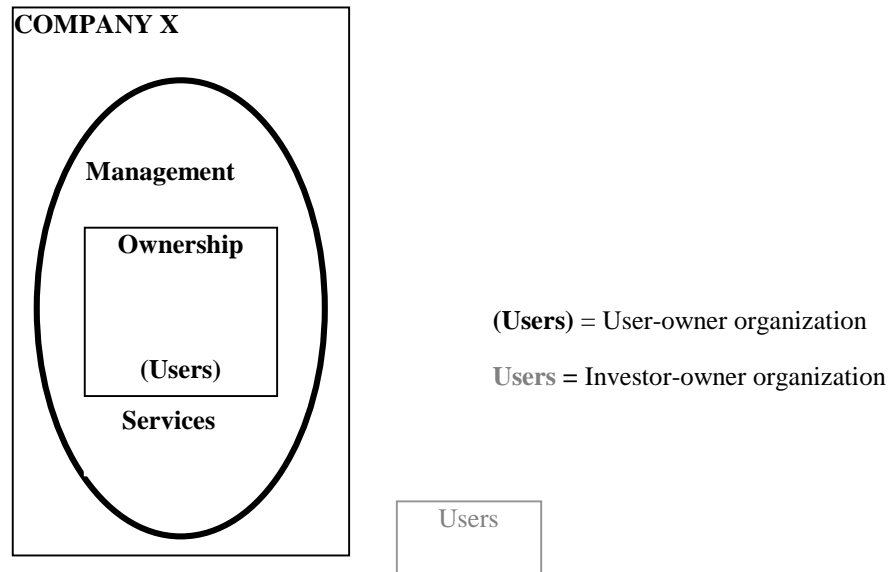 COMPANY X
Management
Ownership
(Users)
Services
(Users) = User-owner organization
Users = Investor-owner organization
Users